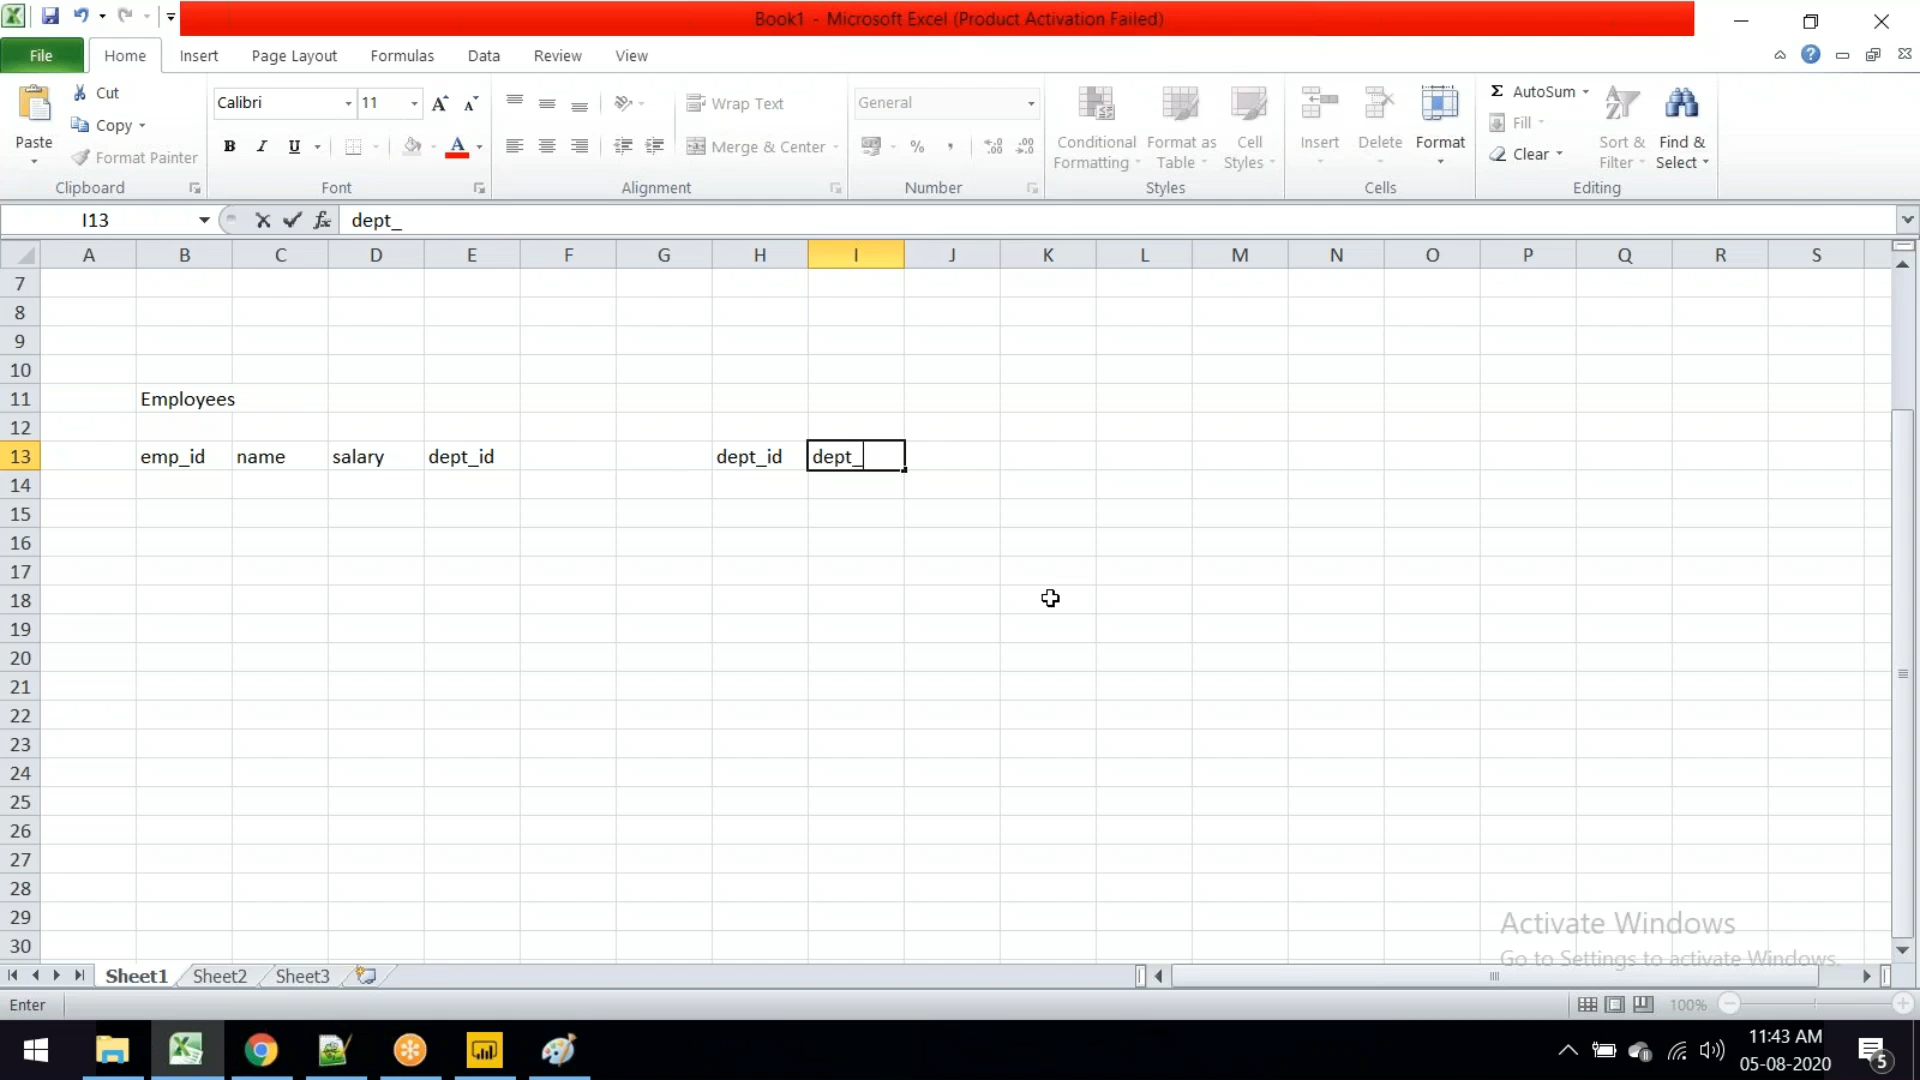 Book1 - Microsoft Excel (Product Activation Failed)
File Home Insert Page Layout Formulas Data Review View
Paste
Cut
Copy
Format Painter
Clipboard
Calibri 11
B I U
Font
Wrap Text
Merge & Center
Alignment
General
%
Number
Conditional Formatting
Format as Table
Cell Styles
Styles
Insert
Delete
Format
Cells
Σ AutoSum
Fill
Clear
Sort & Filter
Find & Select
Editing
I13 fx dept_
A B C D E F G H I J K L M N O P Q R S
7
8
9
10
11 Employees
12
13 emp_id name salary dept_id dept_id dept_
14
15
16
17
18
19
20
21
22
23
24
25
26
27
28
29
30
Activate Windows
Go to Settings to activate Windows.
Sheet1 Sheet2 Sheet3
Enter 100%
11:43 AM
05-08-2020
5